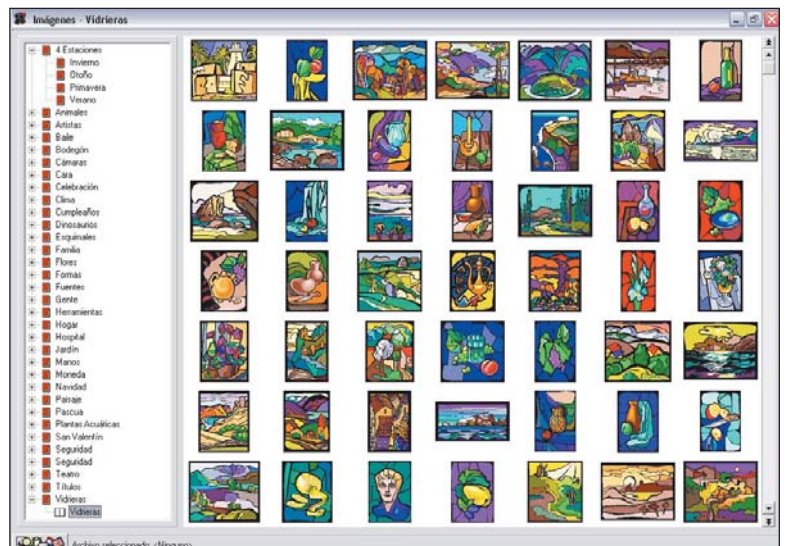 Imágenes - Vidrieras
4 Estaciones
Invierno
Otoño
Primavera
Verano
Animales
Artistas
Baile
Bodegón
Cámaras
Cara
Celebración
Clima
Cumpleaños
Dinosaurios
Esquimales
Familia
Flores
Formas
Fuentes
Gente
Herramientas
Hogar
Hospital
Jardín
Manos
Moneda
Navidad
Paisaje
Pascua
Plantas Acuáticas
San Valentín
Seguridad
Seguridad
Teatro
Títulos
Vidrieras
Vidrieras
Archivo seleccionado: <Ninguno>